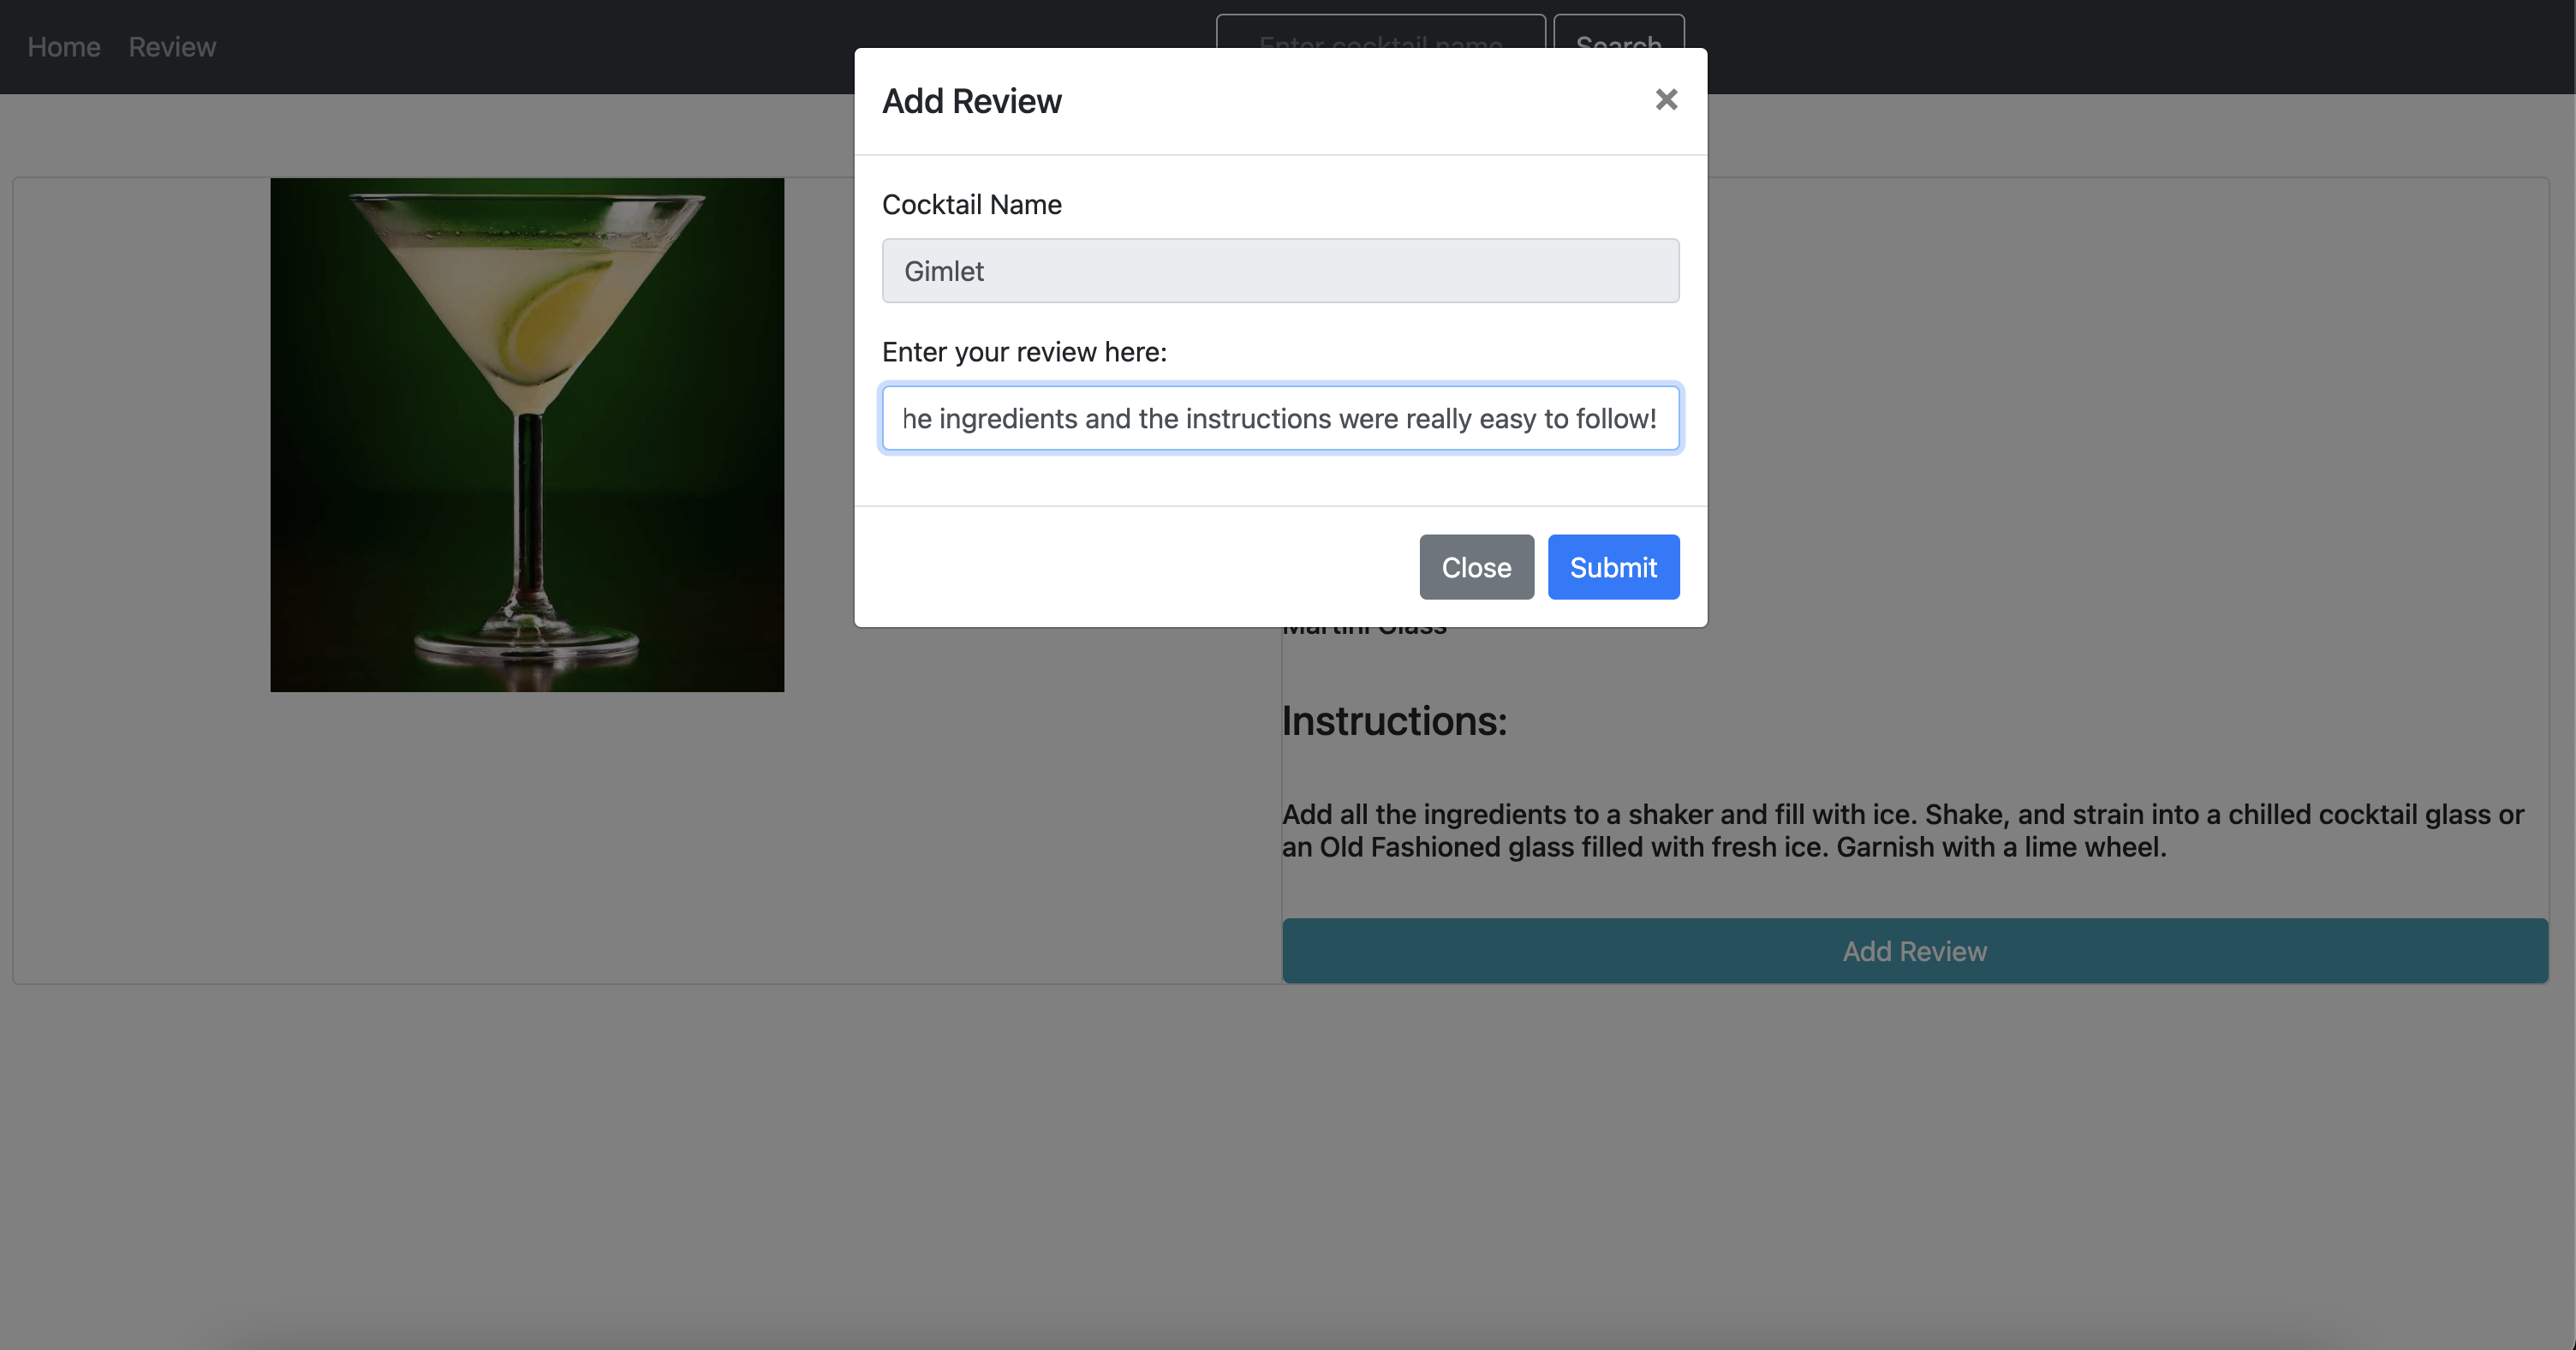 Home Review Enter cocktail name Search
Add Review ×
Cocktail Name
Gimlet
Enter your review here:
he ingredients and the instructions were really easy to follow!
Close Submit
Martini Glass
Instructions:
Add all the ingredients to a shaker and fill with ice. Shake, and strain into a chilled cocktail glass or
an Old Fashioned glass filled with fresh ice. Garnish with a lime wheel.
Add Review